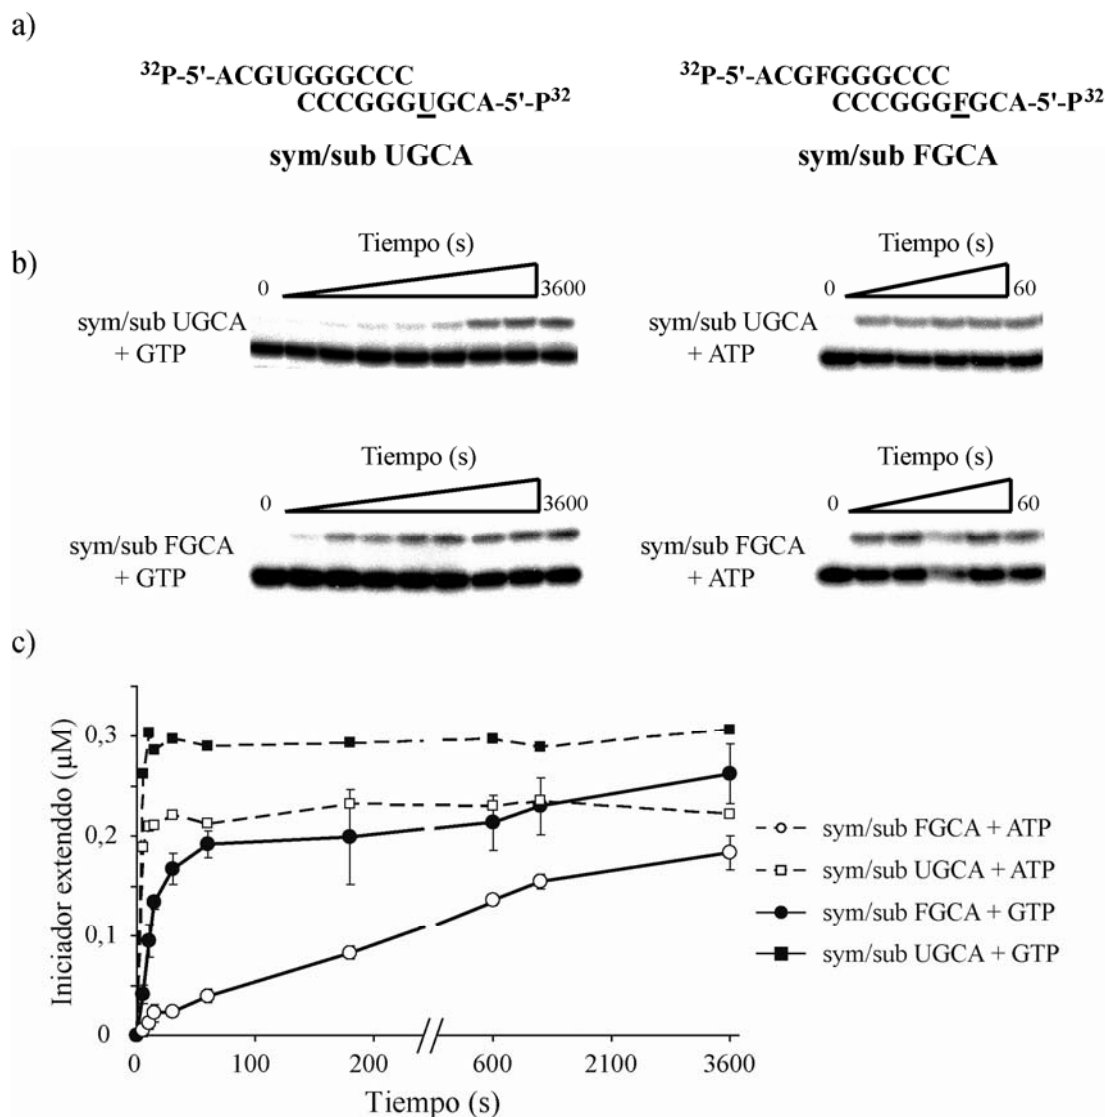 a)
³²P-5'-ACGUGGGCCC ³²P-5'-ACGFGGGCCC
CCCGGGUGCA-5'-P³² CCCGGGFGCA-5'-P³²
sym/sub UGCA sym/sub FGCA
b)
Tiempo (s) Tiempo (s)
0 3600 0 60
sym/sub UGCA sym/sub UGCA
+ GTP + ATP
Tiempo (s) Tiempo (s)
0 3600 0 60
sym/sub FGCA sym/sub FGCA
+ GTP + ATP
c)
Iniciador extenddo (µM)
0,3
0,2
0,1
0
0 100 200 600 2100 3600
Tiempo (s)
sym/sub FGCA + ATP
sym/sub UGCA + ATP
sym/sub FGCA + GTP
sym/sub UGCA + GTP